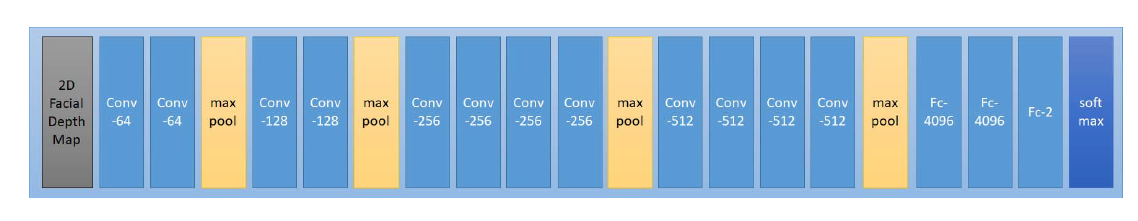 2D
Facial
Depth
Map
Conv
-64
Conv
-64
max
pool
Conv
-128
Conv
-128
max
pool
Conv
-256
Conv
-256
Conv
-256
Conv
-256
max
pool
Conv
-512
Conv
-512
Conv
-512
Conv
-512
max
pool
Fc-
4096
Fc-
4096
Fc-2
soft
max